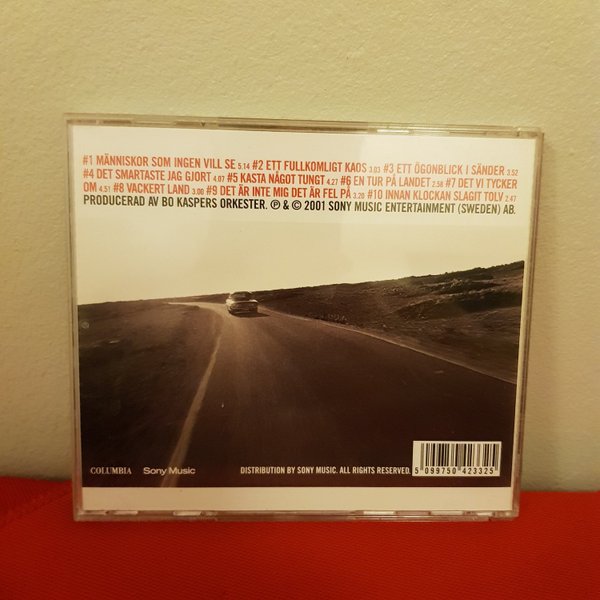 #1 MÄNNISKOR SOM INGEN VILL SE 5.14 #2 ETT FULLKOMLIGT KAOS 3.03 #3 ETT ÖGONBLICK I SÄNDER 3.52
#4 DET SMARTASTE JAG GJORT 4.07 #5 KASTA NÅGOT TUNGT 4.27 #6 EN TUR PÅ LANDET 2.58 #7 DET VI TYCKER
OM 4.51 #8 VACKERT LAND 3.00 #9 DET ÄR INTE MIG DET ÄR FEL PÅ 3.20 #10 INNAN KLOCKAN SLAGIT TOLV 2.47
PRODUCERAD AV BO KASPERS ORKESTER. ℗ & © 2001 SONY MUSIC ENTERTAINMENT (SWEDEN) AB.
COLUMBIA Sony Music DISTRIBUTION BY SONY MUSIC. ALL RIGHTS RESERVED.
5 099750 423325